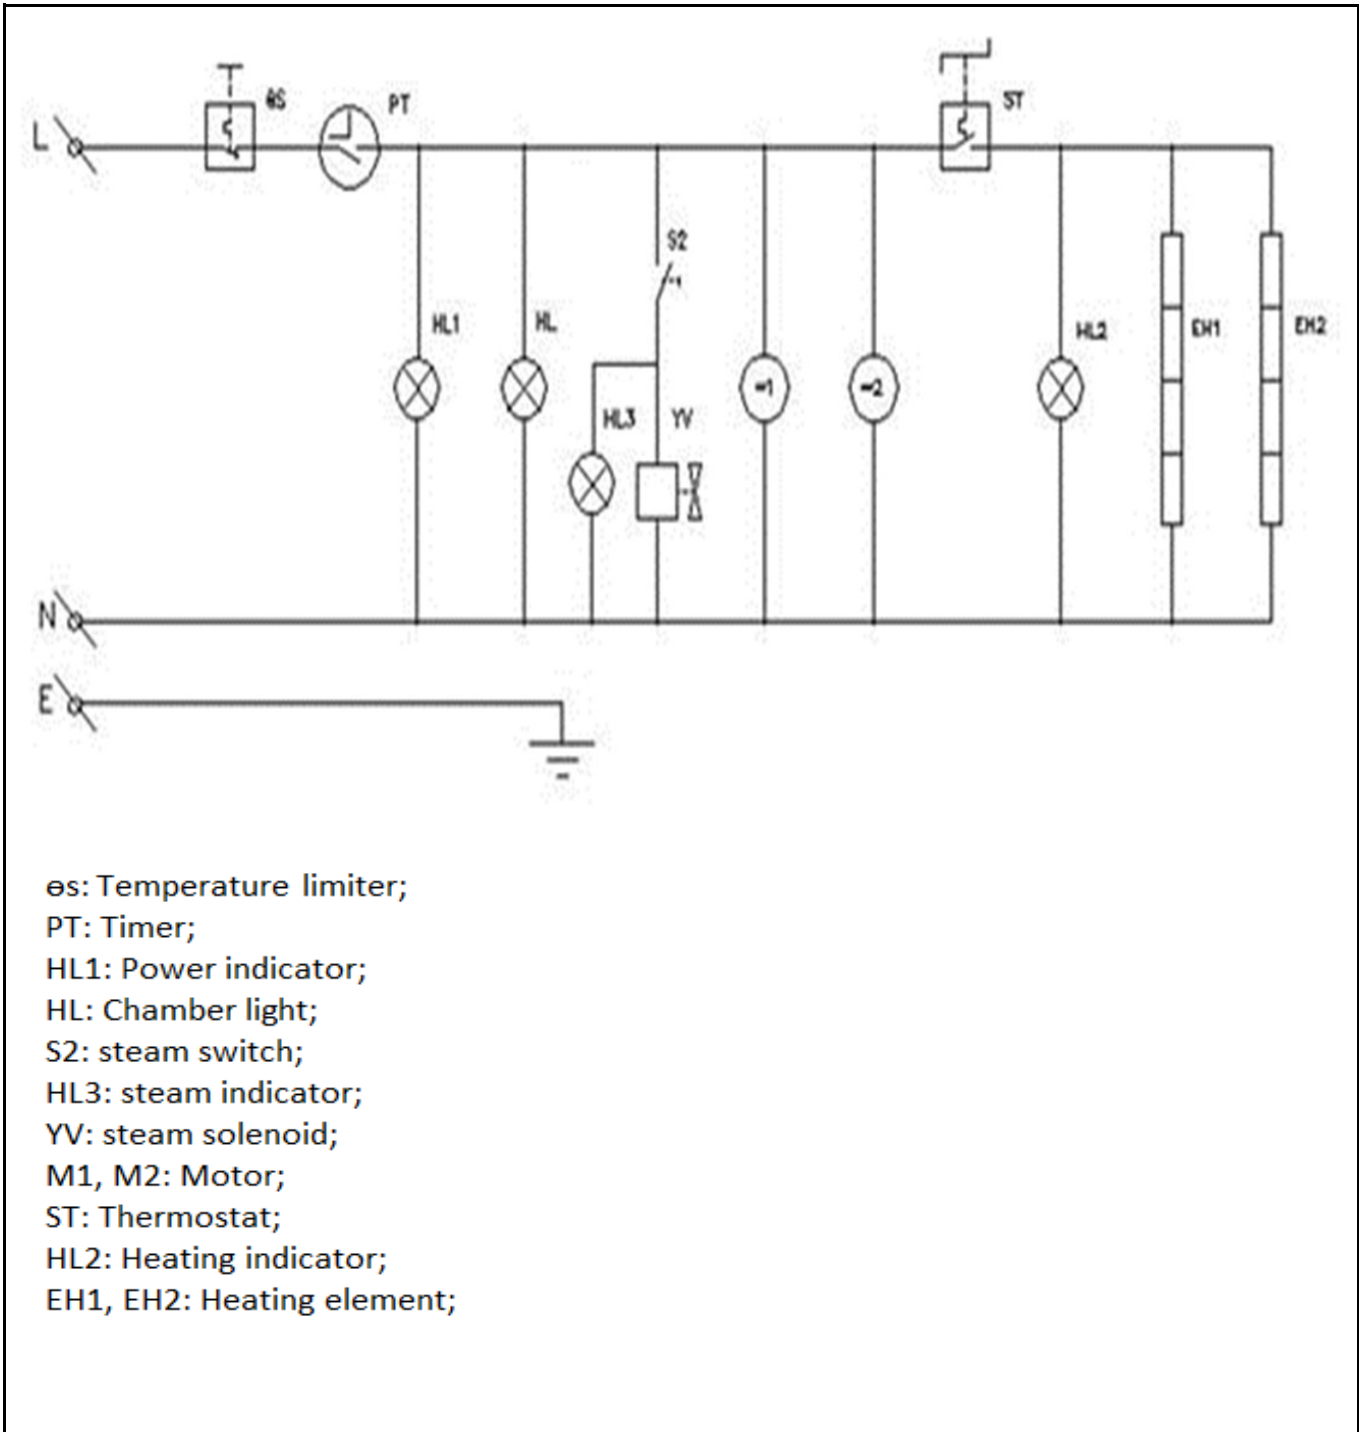 ɵS
PT
ST
L
S2
HL1
HL
HL2
EH1
EH2
HL3
YV
N
E
ɵs: Temperature limiter;
PT: Timer;
HL1: Power indicator;
HL: Chamber light;
S2: steam switch;
HL3: steam indicator;
YV: steam solenoid;
M1, M2: Motor;
ST: Thermostat;
HL2: Heating indicator;
EH1, EH2: Heating element;